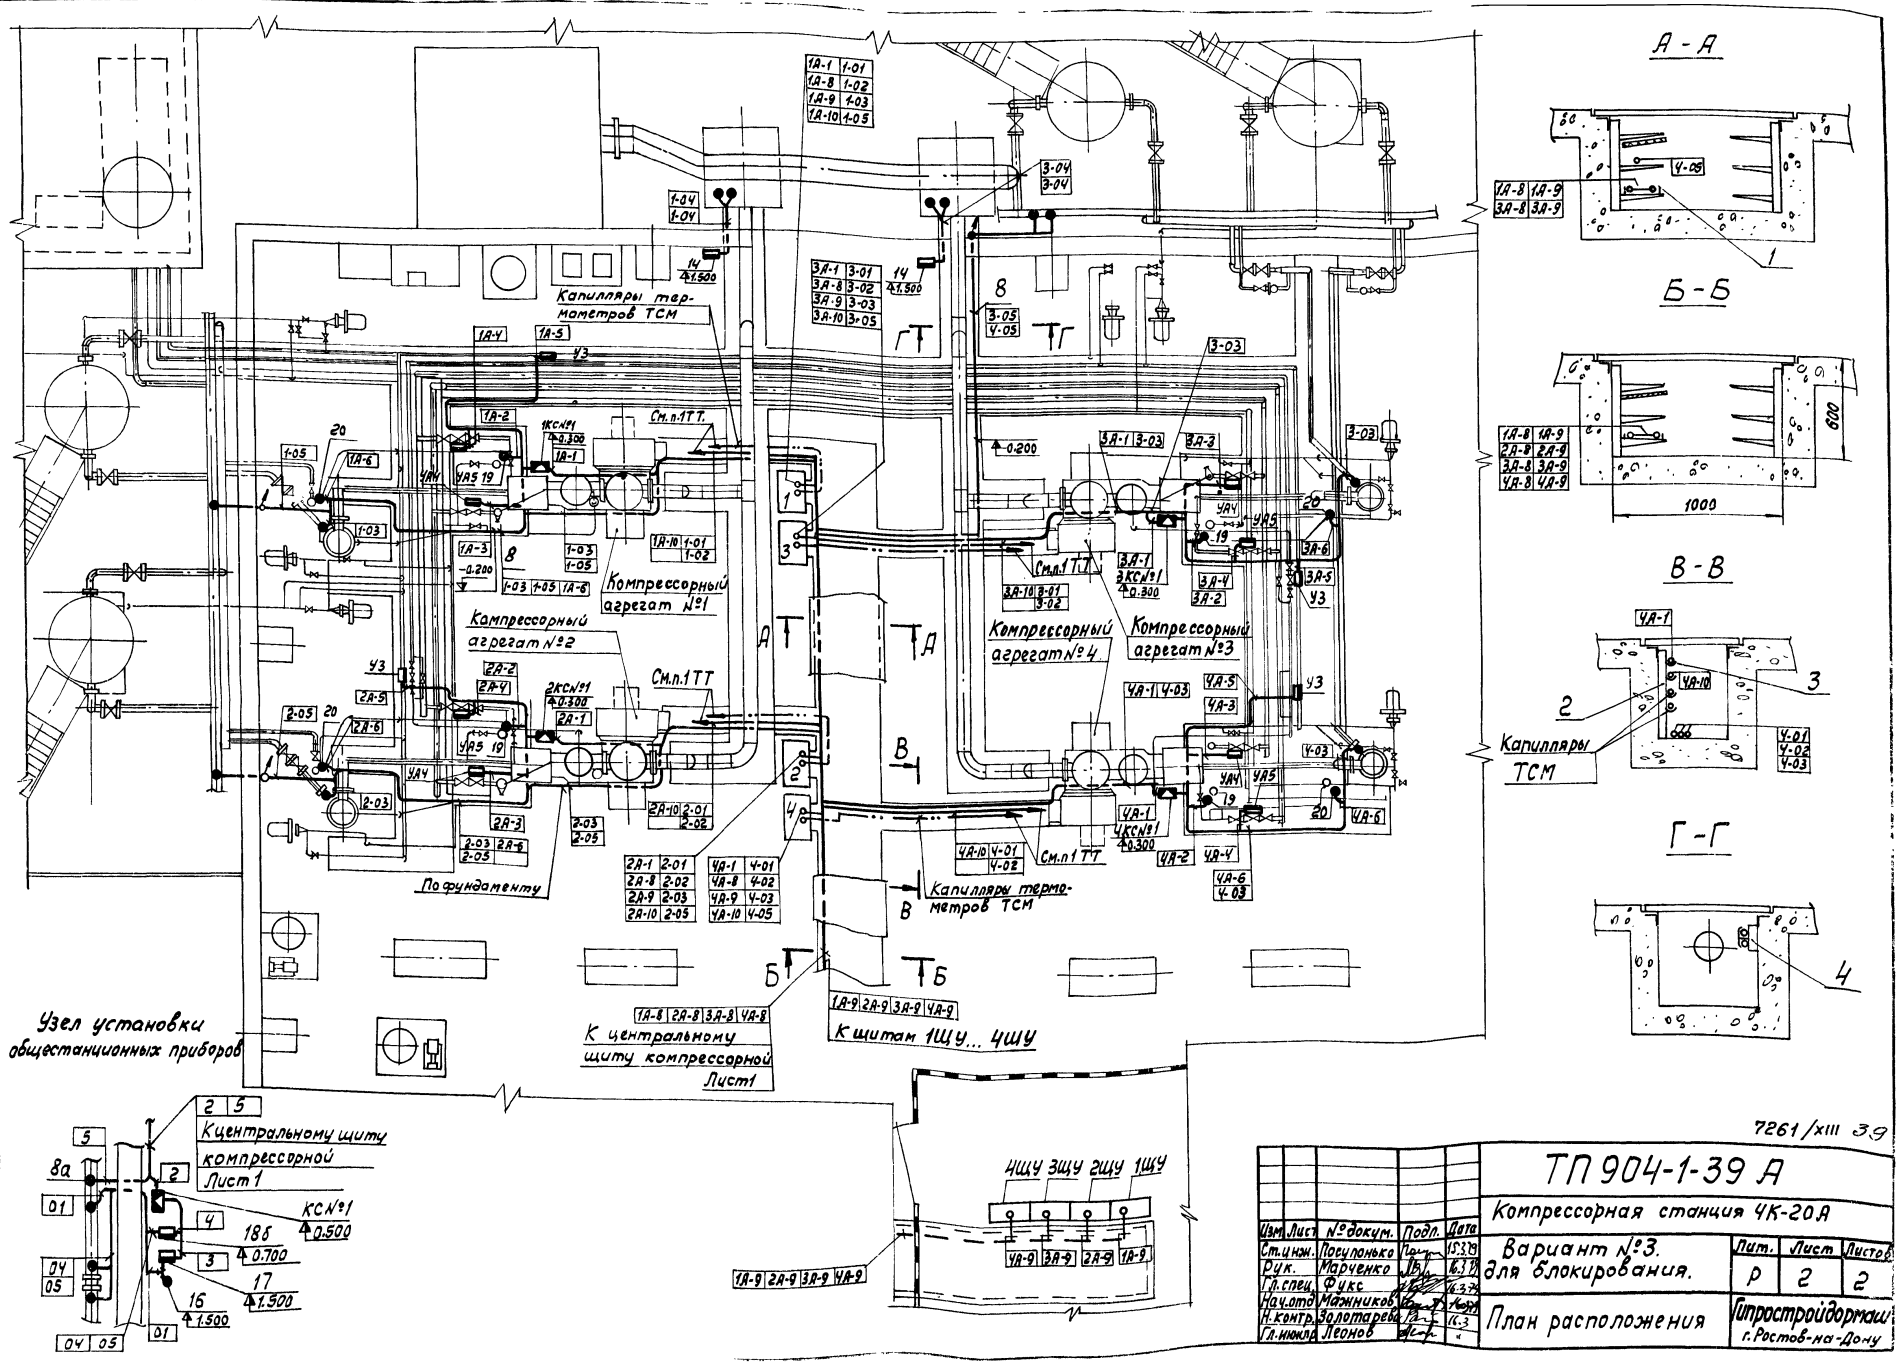 1А-1 1-01
1А-8 1-02
1А-9 1-03
1А-10 1-05
А - А
4-05
1А-8 1А-9
3А-8 3А-9
1
Б - Б
1А-8 1А-9
2А-8 2А-9
3А-8 3А-9
4А-8 4А-9
600
1000
В - В
4А-1
4А-10
3
2
Капилляры
ТСМ
4-01
4-02
4-03
Г - Г
4
1-04
1-04
3-04
3-04
14
1.500
14
1.500
Капилляры тер-
мометров ТСМ
3А-1 3-01
3А-8 3-02
3А-9 3-03
3А-10 3-05
8
3-05
4-05
Г
Г
1А-4
1А-5
У3
3-03
3-03
1А-2
1КС№1
0.300
1А-1
См.п.1ТТ.
-0.200
3А-1 3-03
3А-3
20
1-05
1А-6
УА4
УА5 19
1
3
1-03
1А-3
-0.200
8
1-03 1-05 1А-6
1-03
1-05
1А-10 1-01
1-02
Компрессорный
агрегат №1
УА4
УА5
19
20
3А-6
3А-5
У3
3А-4
3А-2
3А-1
3КС№1
0.300
См.п.1ТТ
3А-10 3-01
3-02
Компрессорный
агрегат №2
Компрессорный
агрегат №4
Компрессорный
агрегат №3
А
А
У3
2А-5
2А-2
2А-4
2КС№1
0.300
2А-1
См.п.1ТТ
4А-1 4-03
4А-5
4А-3
У3
2-05
20
2А-6
УА5 19
УА4
2-03
2А-3
2-03 2А-6
2-05
2-03
2-05
2А-10 2-01
2-02
2
4
В
В
4-03
УА4
УА5
19
20
4А-6
4А-1
4КС№1
0.300
4А-2
4А-4
4А-6
4-03
4А-10 4-01
4-02
См.п1ТТ
По фундаменту
2А-1 2-01
2А-8 2-02
2А-9 2-03
2А-10 2-05
4А-1 4-01
4А-8 4-02
4А-9 4-03
4А-10 4-05
Капилляры термо-
метров ТСМ
Б
Б
1А-8 2А-8 3А-8 4А-8
К центральному
щиту компрессорной
Лист1
1А-9 2А-9 3А-9 4А-9
К щитам 1ЩУ... 4ЩУ
Узел установки
общестанционных приборов
2 5
К центральному щиту
компрессорной
Лист 1
5
8а
2
01
КС№1
0.500
4
18б
0.700
3
04
05
17
1.500
16
1.500
04 05
01
4ЩУ 3ЩУ 2ЩУ 1ЩУ
4А-9 3А-9 2А-9 1А-9
1А-9 2А-9 3А-9 4А-9
7261/XIII 39
ТП 904-1-39 А
Компрессорная станция 4К-20А
Изм. Лист № докум. Подп. Дата
Ст.инж. Посупонько 15.3.79
Рук. Марченко
Гл.спец. Фукс
Нач.отд Мажников
Н.контр. Золотарева 16.3
Леонов
Вариант №3.
для блокирования.
Лит. Лист Листов
Р 2 2
План расположения
Гипростройдормаш
г.Ростов-на-Дону